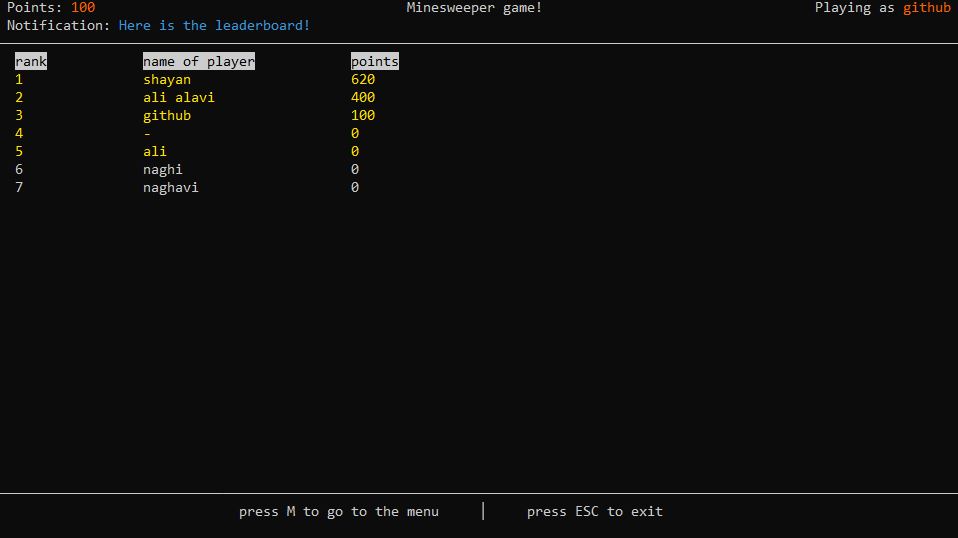 Points: 100 Minesweeper game! Playing as github
Notification: Here is the leaderboard!
rank name of player points
1 shayan 620
2 ali alavi 400
3 github 100
4 - 0
5 ali 0
6 naghi 0
7 naghavi 0
press M to go to the menu | press ESC to exit